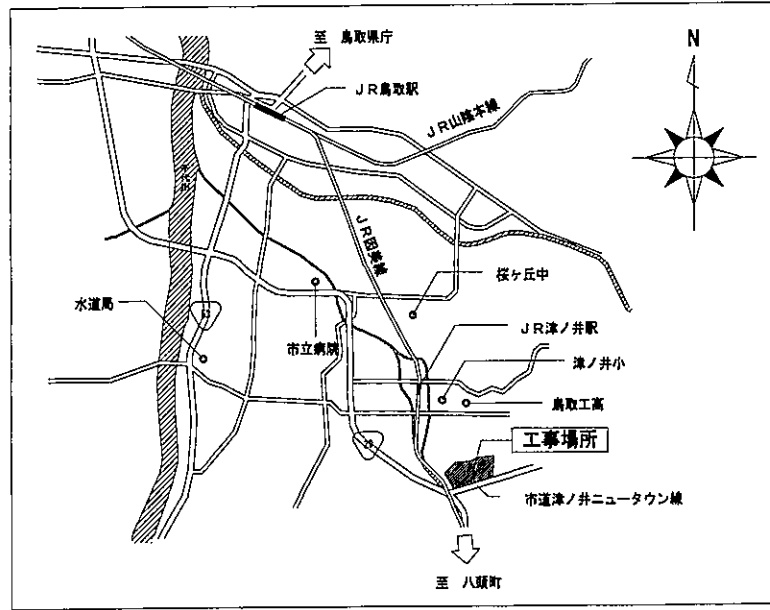 至 鳥取県庁
N
JR鳥取駅
JR山陰本線
JR因美線
桜ヶ丘中
水道局
市立病院
JR津ノ井駅
津ノ井小
鳥取工高
工事場所
市道津ノ井ニュータウン線
至 八頭町